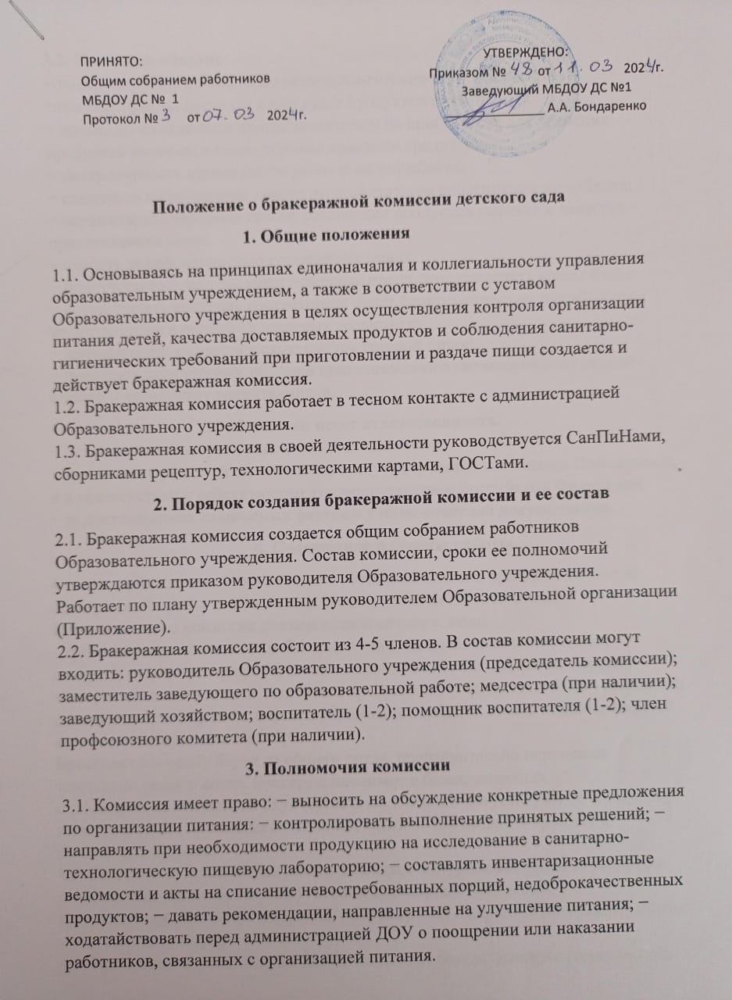 ПРИНЯТО:
Общим собранием работников
МБДОУ ДС № 1
Протокол № 3 от 07.03 2024г.
УТВЕРЖДЕНО:
Приказом № 48 от 11.03 2024г.
Заведующий МБДОУ ДС №1
А.А. Бондаренко
Положение о бракеражной комиссии детского сада
1. Общие положения
1.1. Основываясь на принципах единоначалия и коллегиальности управления
образовательным учреждением, а также в соответствии с уставом
Образовательного учреждения в целях осуществления контроля организации
питания детей, качества доставляемых продуктов и соблюдения санитарно-
гигиенических требований при приготовлении и раздаче пищи создается и
действует бракеражная комиссия.
1.2. Бракеражная комиссия работает в тесном контакте с администрацией
Образовательного учреждения.
1.3. Бракеражная комиссия в своей деятельности руководствуется СанПиНами,
сборниками рецептур, технологическими картами, ГОСТами.
2. Порядок создания бракеражной комиссии и ее состав
2.1. Бракеражная комиссия создается общим собранием работников
Образовательного учреждения. Состав комиссии, сроки ее полномочий
утверждаются приказом руководителя Образовательного учреждения.
Работает по плану утвержденным руководителем Образовательной организации
(Приложение).
2.2. Бракеражная комиссия состоит из 4-5 членов. В состав комиссии могут
входить: руководитель Образовательного учреждения (председатель комиссии);
заместитель заведующего по образовательной работе; медсестра (при наличии);
заведующий хозяйством; воспитатель (1-2); помощник воспитателя (1-2); член
профсоюзного комитета (при наличии).
3. Полномочия комиссии
3.1. Комиссия имеет право: − выносить на обсуждение конкретные предложения
по организации питания: − контролировать выполнение принятых решений; −
направлять при необходимости продукцию на исследование в санитарно-
технологическую пищевую лабораторию; − составлять инвентаризационные
ведомости и акты на списание невостребованных порций, недоброкачественных
продуктов; − давать рекомендации, направленные на улучшение питания; −
ходатайствовать перед администрацией ДОУ о поощрении или наказании
работников, связанных с организацией питания.